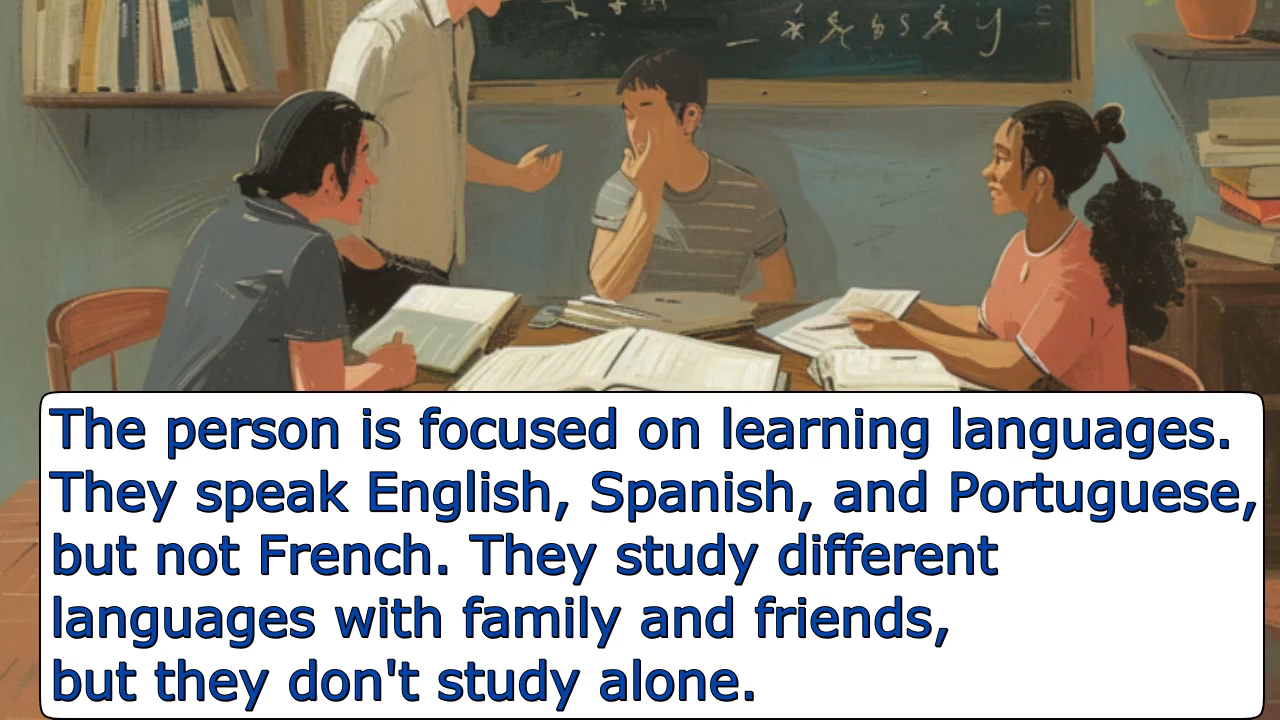 The person is focused on learning languages.
They speak English, Spanish, and Portuguese,
but not French. They study different
languages with family and friends,
but they don't study alone.